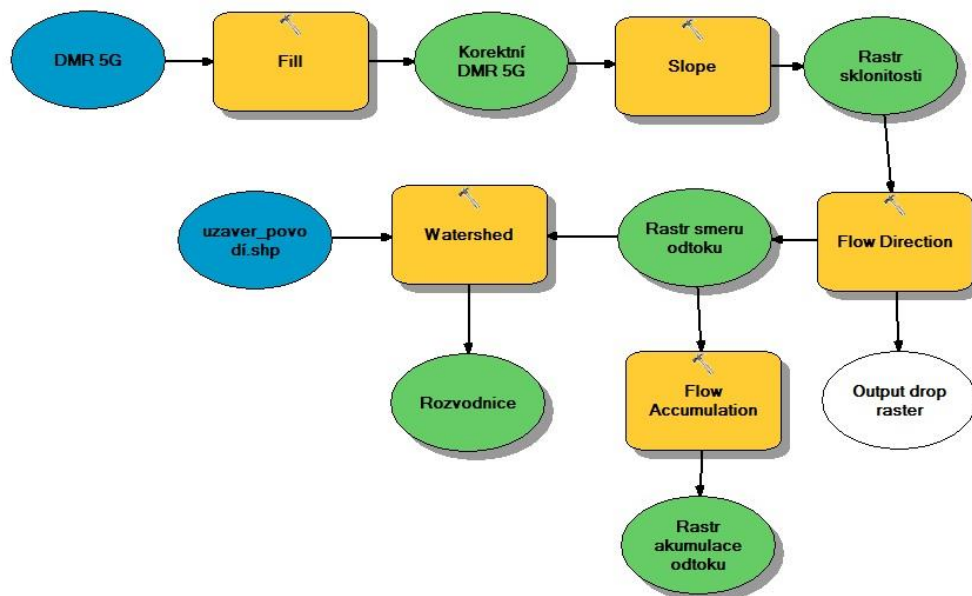 DMR 5G
Fill
Korektní
DMR 5G
Slope
Rastr
sklonitosti
uzaver_povo
dí.shp
Watershed
Rastr smeru
odtoku
Flow Direction
Rozvodnice
Flow
Accumulation
Output drop
raster
Rastr
akumulace
odtoku